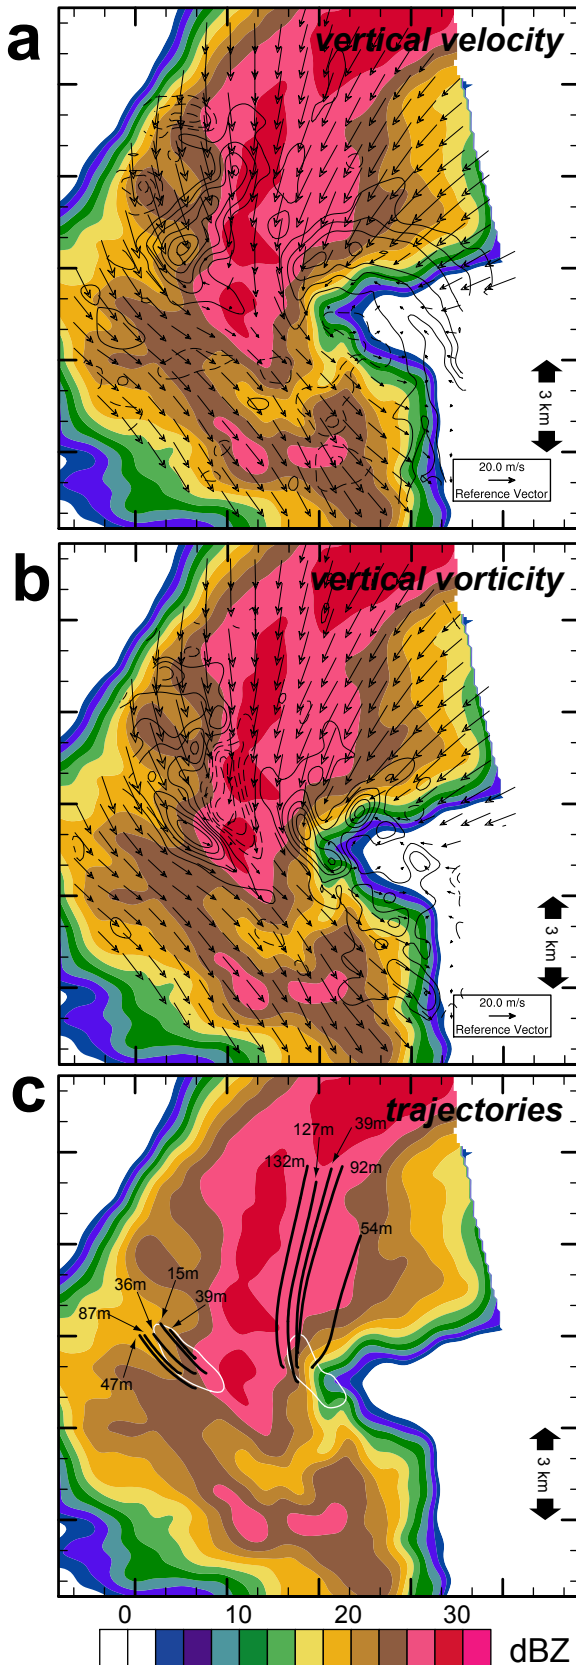 a
vertical velocity
3 km
20.0 m/s
Reference Vector
b
vertical vorticity
3 km
20.0 m/s
Reference Vector
c
trajectories
127m
39m
132m
92m
54m
15m
36m
39m
87m
47m
3 km
0 10 20 30
dBZ